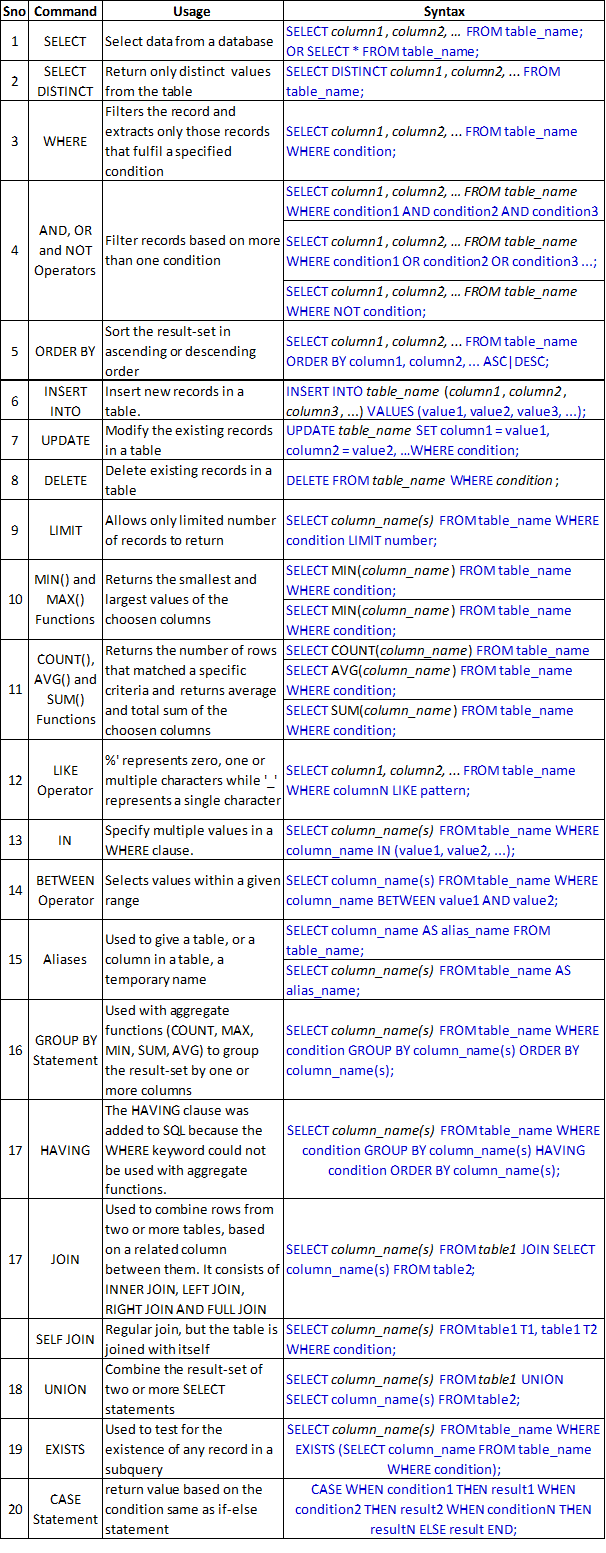 Sno Command Usage Syntax
1 SELECT Select data from a database SELECT column1, column2, ... FROM table_name;
OR SELECT * FROM table_name;
2 SELECT
DISTINCT Return only distinct values
from the table SELECT DISTINCT column1, column2, ... FROM
table_name;
3 WHERE Filters the record and
extracts only those records
that fulfil a specified
condition SELECT column1, column2, ... FROM table_name
WHERE condition;
4 AND, OR
and NOT
Operators Filter records based on more
than one condition SELECT column1, column2, ... FROM table_name
WHERE condition1 AND condition2 AND condition3
SELECT column1, column2, ... FROM table_name
WHERE condition1 OR condition2 OR condition3 ...;
SELECT column1, column2, ... FROM table_name
WHERE NOT condition;
5 ORDER BY Sort the result-set in
ascending or descending
order SELECT column1, column2, ... FROM table_name
ORDER BY column1, column2, ... ASC|DESC;
6 INSERT
INTO Insert new records in a
table. INSERT INTO table_name (column1, column2,
column3, ...) VALUES (value1, value2, value3, ...);
7 UPDATE Modify the existing records
in a table UPDATE table_name SET column1 = value1,
column2 = value2, ...WHERE condition;
8 DELETE Delete existing records in a
table DELETE FROM table_name WHERE condition;
9 LIMIT Allows only limited number
of records to return SELECT column_name(s) FROM table_name WHERE
condition LIMIT number;
10 MIN() and
MAX()
Functions Returns the smallest and
largest values of the
choosen columns SELECT MIN(column_name) FROM table_name
WHERE condition;
SELECT MIN(column_name) FROM table_name
WHERE condition;
11 COUNT(),
AVG() and
SUM()
Functions Returns the number of rows
that matched a specific
criteria and returns average
and total sum of the
choosen columns SELECT COUNT(column_name) FROM table_name
SELECT AVG(column_name) FROM table_name
WHERE condition;
SELECT SUM(column_name) FROM table_name
WHERE condition;
12 LIKE
Operator %' represents zero, one or
multiple characters while '_'
represents a single character SELECT column1, column2, ... FROM table_name
WHERE columnN LIKE pattern;
13 IN Specify multiple values in a
WHERE clause. SELECT column_name(s) FROM table_name WHERE
column_name IN (value1, value2, ...);
14 BETWEEN
Operator Selects values within a given
range SELECT column_name(s) FROM table_name WHERE
column_name BETWEEN value1 AND value2;
15 Aliases Used to give a table, or a
column in a table, a
temporary name SELECT column_name AS alias_name FROM
table_name;
SELECT column_name(s) FROM table_name AS
alias_name;
16 GROUP BY
Statement Used with aggregate
functions (COUNT, MAX,
MIN, SUM, AVG) to group
the result-set by one or
more columns SELECT column_name(s) FROM table_name WHERE
condition GROUP BY column_name(s) ORDER BY
column_name(s);
17 HAVING The HAVING clause was
added to SQL because the
WHERE keyword could not
be used with aggregate
functions. SELECT column_name(s) FROM table_name WHERE
condition GROUP BY column_name(s) HAVING
condition ORDER BY column_name(s);
17 JOIN Used to combine rows from
two or more tables, based
on a related column
between them. It consists of
INNER JOIN, LEFT JOIN,
RIGHT JOIN AND FULL JOIN SELECT column_name(s) FROM table1 JOIN SELECT
column_name(s) FROM table2;
SELF JOIN Regular join, but the table is
joined with itself SELECT column_name(s) FROM table1 T1, table1 T2
WHERE condition;
18 UNION Combine the result-set of
two or more SELECT
statements SELECT column_name(s) FROM table1 UNION
SELECT column_name(s) FROM table2;
19 EXISTS Used to test for the
existence of any record in a
subquery SELECT column_name(s) FROM table_name WHERE
EXISTS (SELECT column_name FROM table_name
WHERE condition);
20 CASE
Statement return value based on the
condition same as if-else
statement CASE WHEN condition1 THEN result1 WHEN
condition2 THEN result2 WHEN conditionN THEN
resultN ELSE result END;